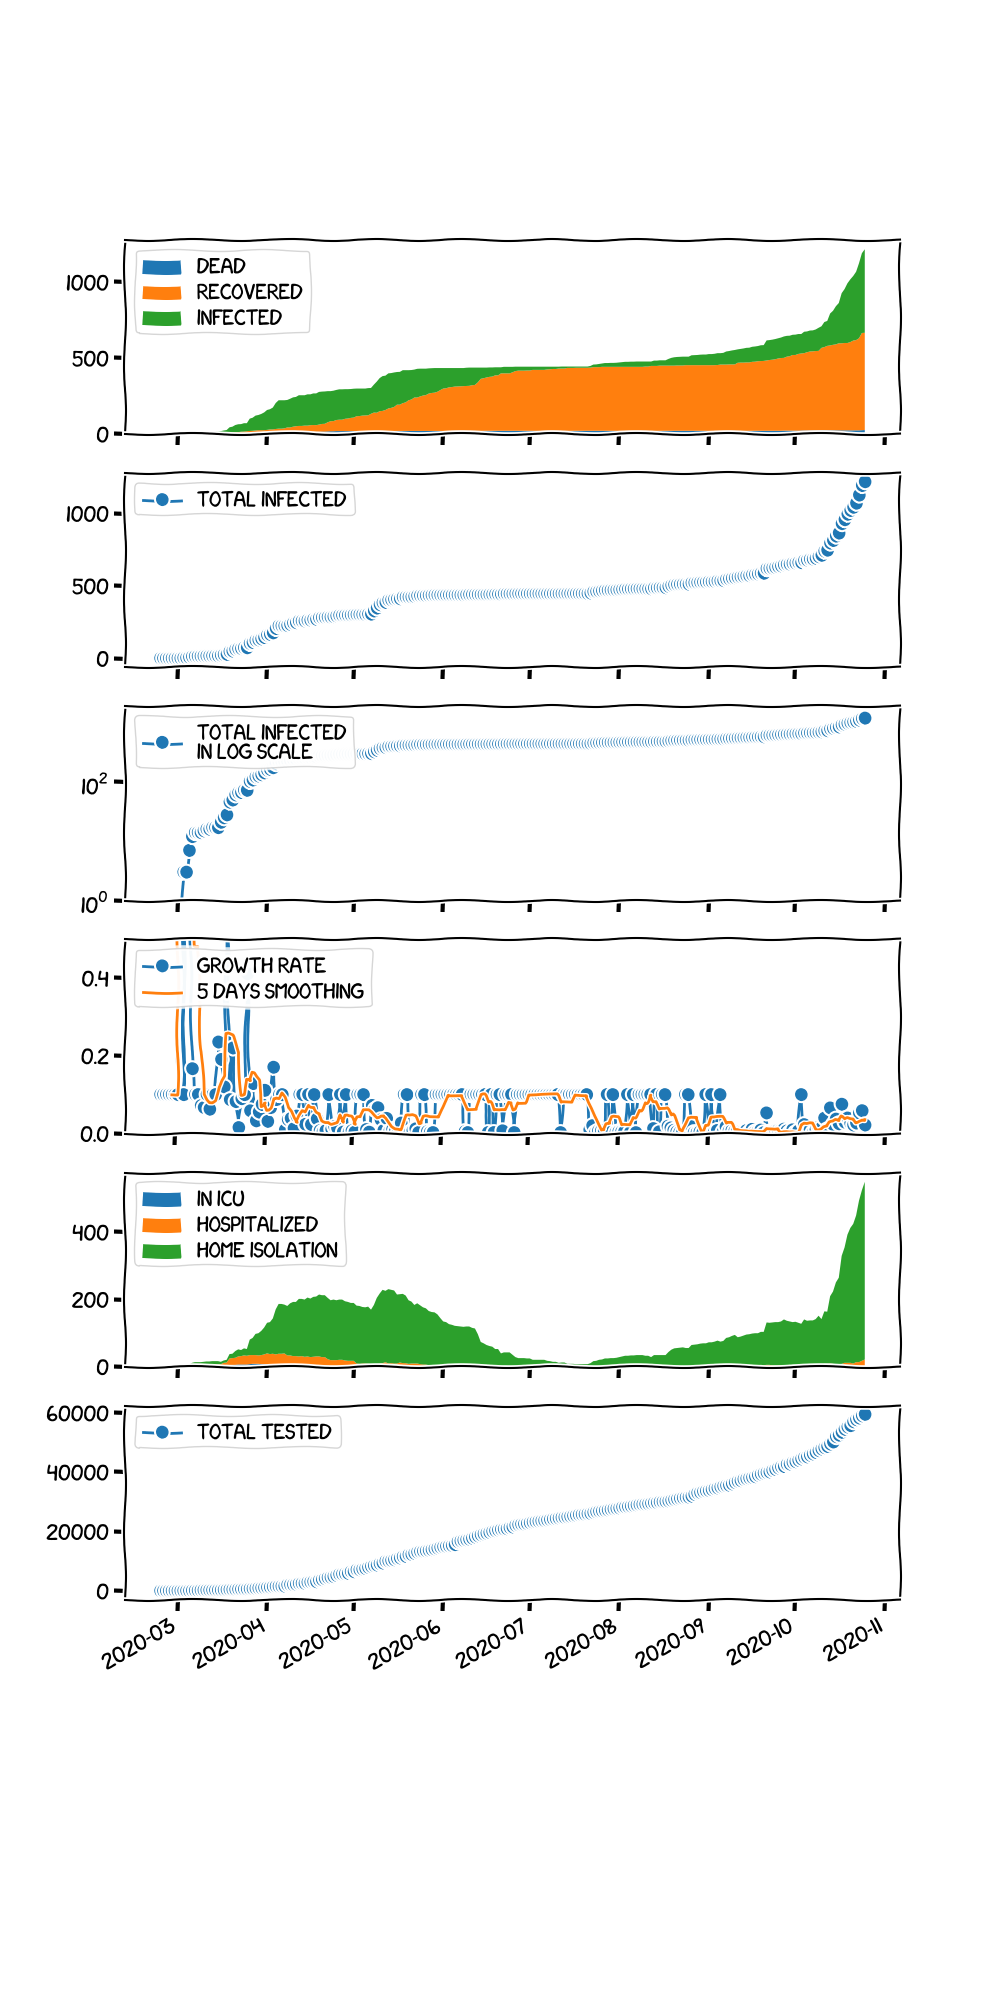 DEAD
RECOVERED
INFECTED
1000
500
0
TOTAL INFECTED
1000
500
0
TOTAL INFECTED
IN LOG SCALE
10²
10⁰
GROWTH RATE
5 DAYS SMOOTHING
0.4
0.2
0.0
IN ICU
HOSPITALIZED
HOME ISOLATION
400
200
0
TOTAL TESTED
60000
40000
20000
0
2020-03 2020-04 2020-05 2020-06 2020-07 2020-08 2020-09 2020-10 2020-11